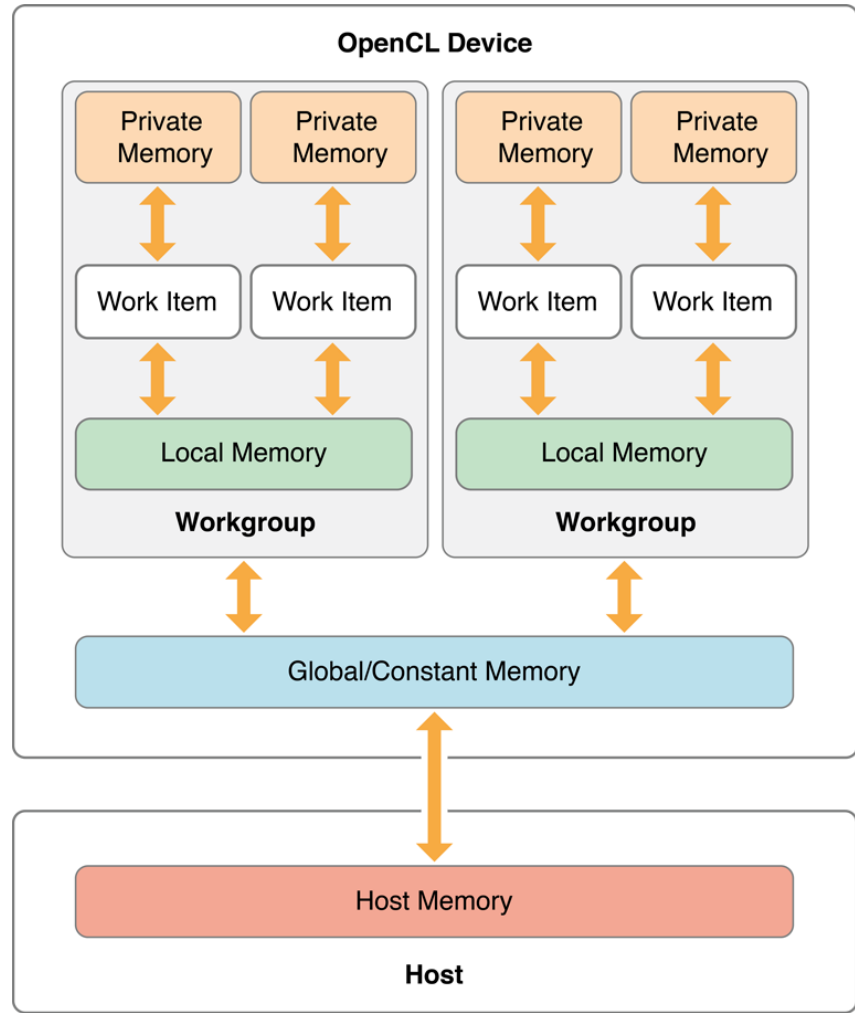 OpenCL Device
Private
Memory
Private
Memory
Private
Memory
Private
Memory
Work Item
Work Item
Work Item
Work Item
Local Memory
Local Memory
Workgroup
Workgroup
Global/Constant Memory
Host Memory
Host